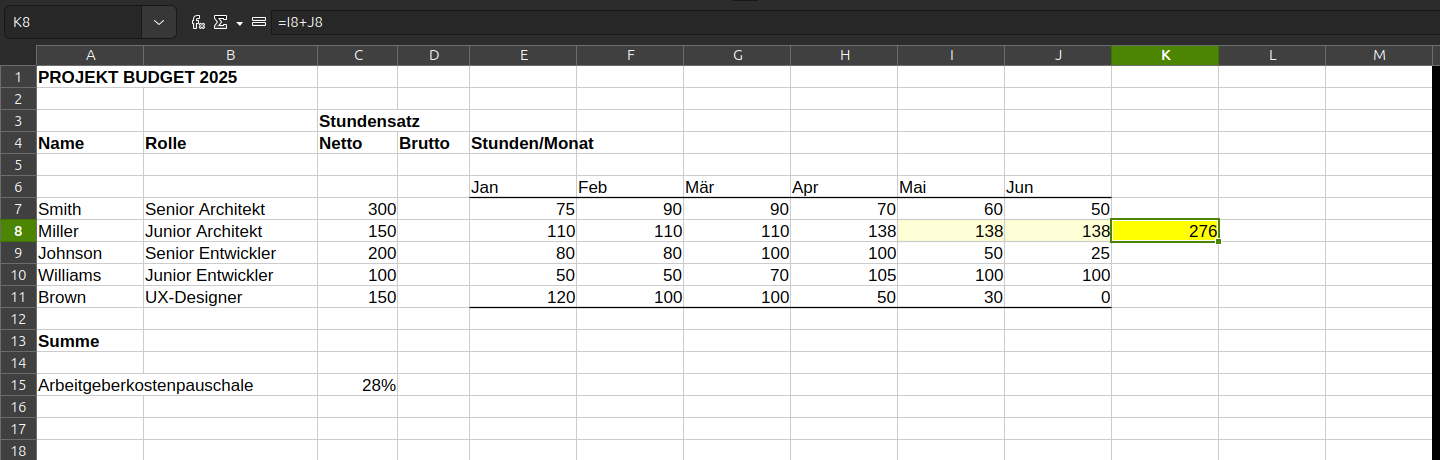 K8 =I8+J8
A B C D E F G H I J K L M
1 PROJEKT BUDGET 2025
2
3 Stundensatz
4 Name Rolle Netto Brutto Stunden/Monat
5
6 Jan Feb Mär Apr Mai Jun
7 Smith Senior Architekt 300 75 90 90 70 60 50
8 Miller Junior Architekt 150 110 110 110 138 138 138 276
9 Johnson Senior Entwickler 200 80 80 100 100 50 25
10 Williams Junior Entwickler 100 50 50 70 105 100 100
11 Brown UX-Designer 150 120 100 100 50 30 0
12
13 Summe
14
15 Arbeitgeberkostenpauschale 28%
16
17
18